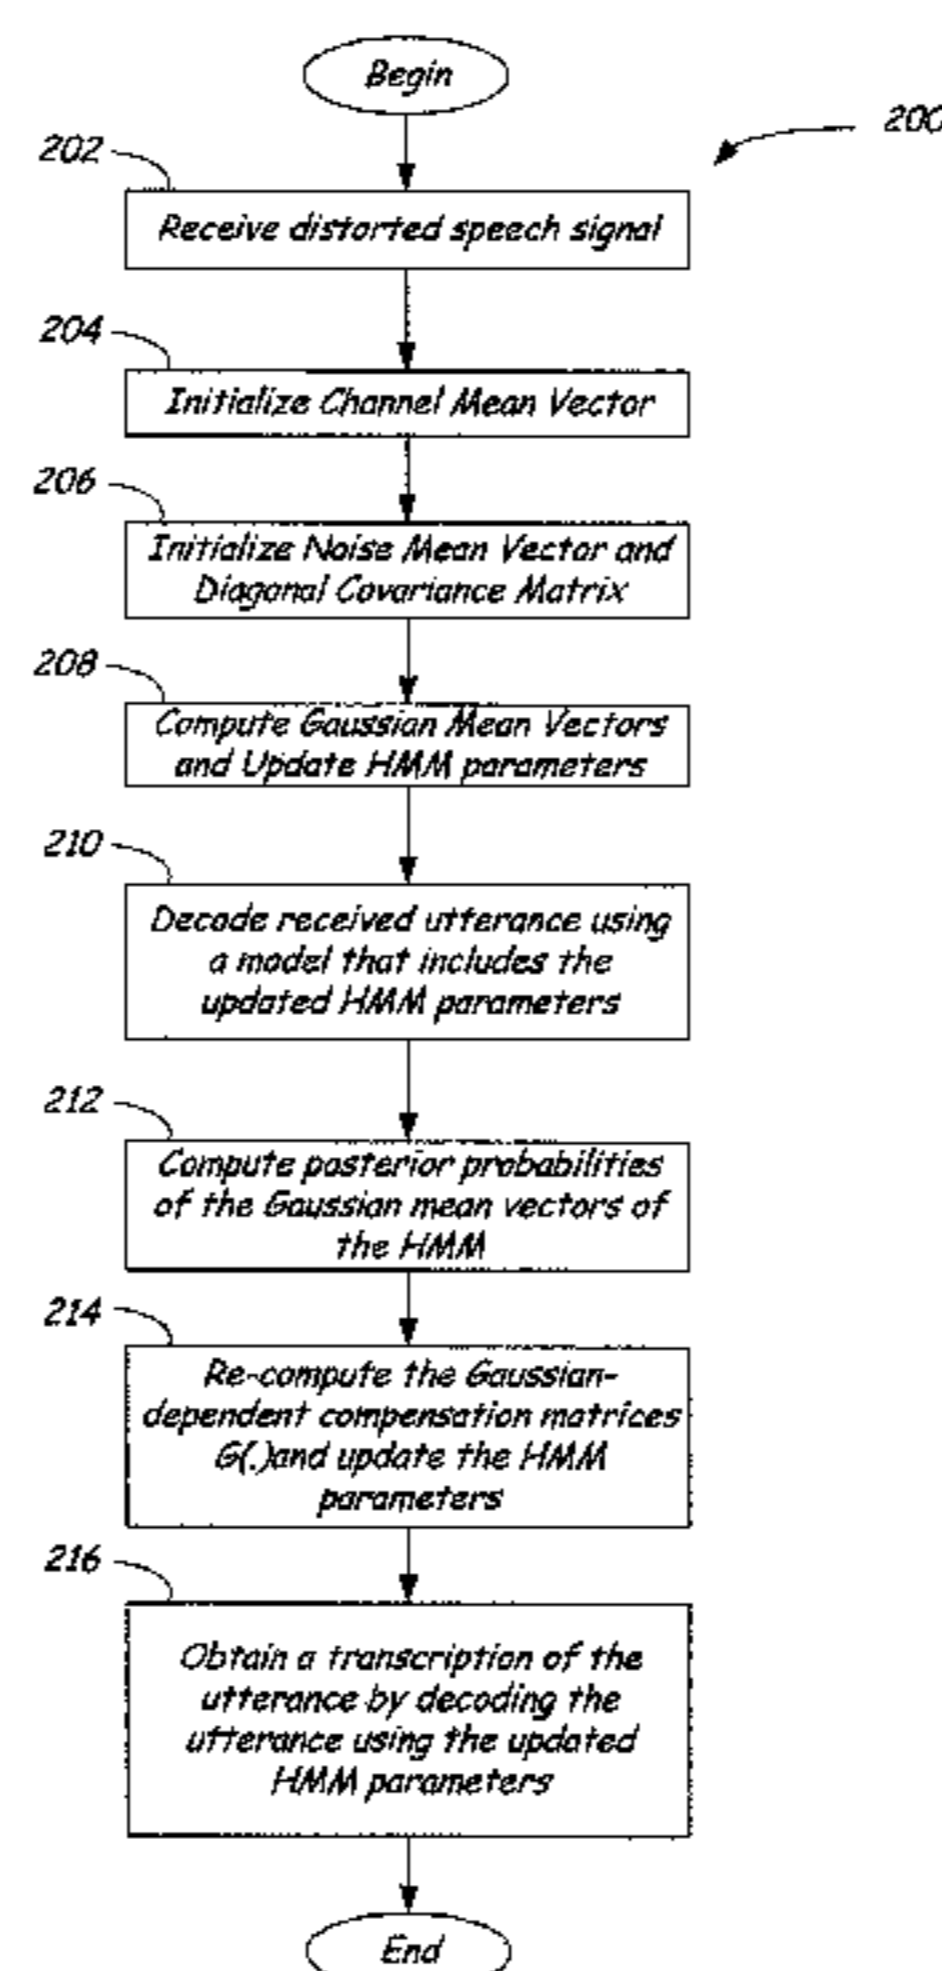 Begin
200
202
Receive distorted speech signal
204
Initialize Channel Mean Vector
206
Initialize Noise Mean Vector and
Diagonal Covariance Matrix
208
Compute Gaussian Mean Vectors
and Update HMM parameters
210
Decode received utterance using
a model that includes the
updated HMM parameters
212
Compute posterior probabilities
of the Gaussian mean vectors of
the HMM
214
Re-compute the Gaussian-
dependent compensation matrices
G(.)and update the HMM
parameters
216
Obtain a transcription of the
utterance by decoding the
utterance using the updated
HMM parameters
End